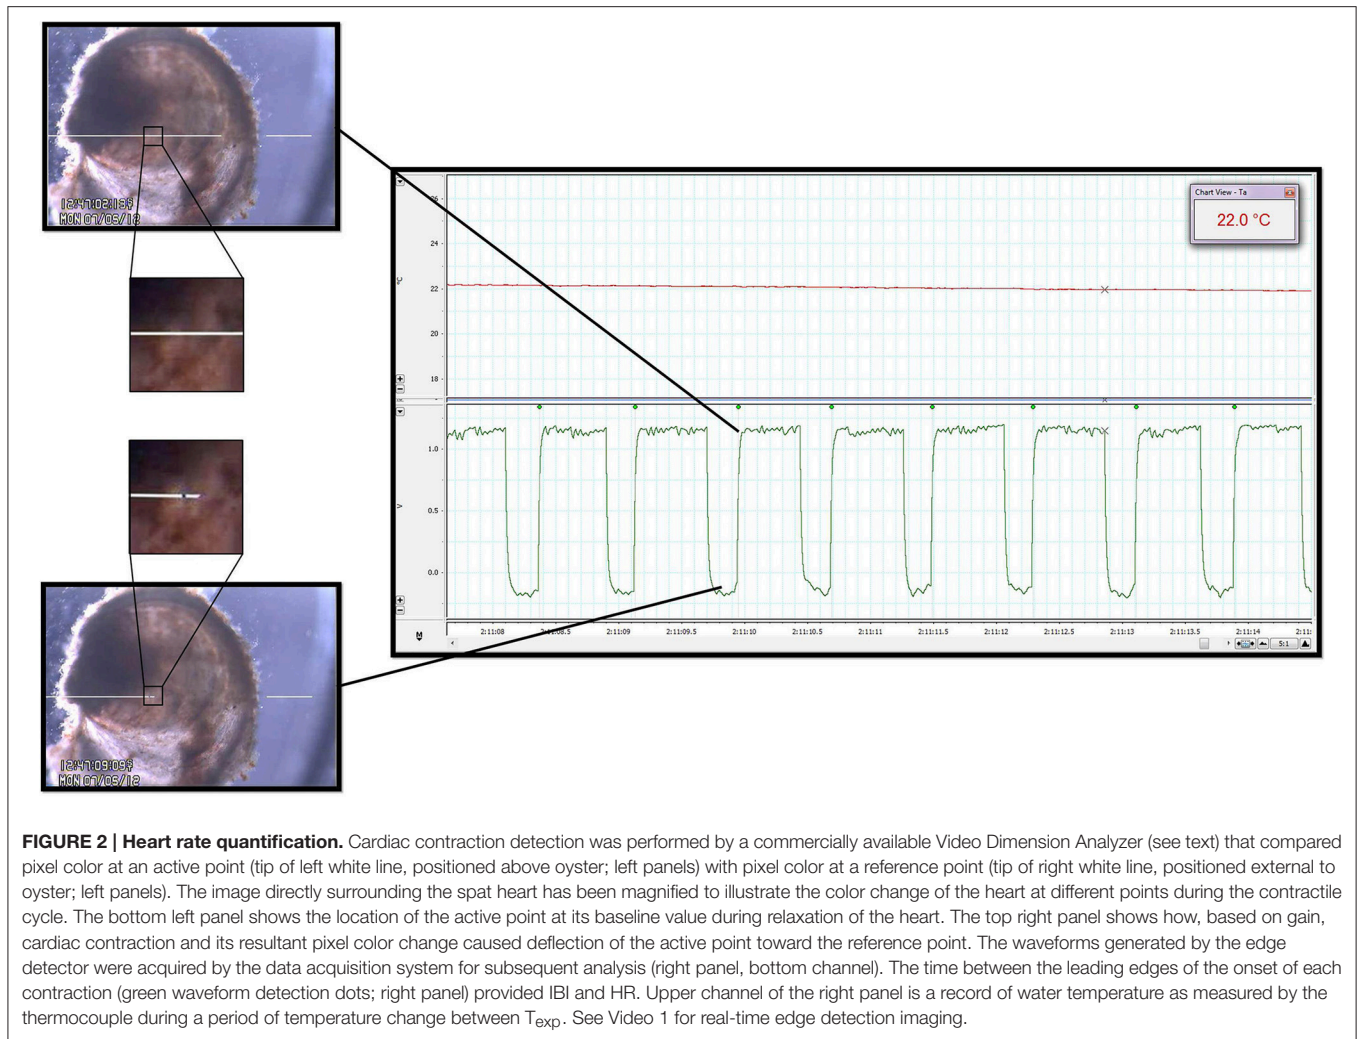 12:47:02:13
MON 07/05/12
Chart View - Ta
22.0 °C
26
24
°C
22
20
18
1.0
V
0.5
0.0
2:11:08
2:11:08.5
2:11:09
2:11:09.5
2:11:10
2:11:10.5
2:11:11
2:11:11.5
2:11:12
2:11:12.5
2:11:13
2:11:13.5
2:11:14
5:1
12:47:09:09
MON 07/05/12
FIGURE 2 | Heart rate quantification. Cardiac contraction detection was performed by a commercially available Video Dimension Analyzer (see text) that compared
pixel color at an active point (tip of left white line, positioned above oyster; left panels) with pixel color at a reference point (tip of right white line, positioned external to
oyster; left panels). The image directly surrounding the spat heart has been magnified to illustrate the color change of the heart at different points during the contractile
cycle. The bottom left panel shows the location of the active point at its baseline value during relaxation of the heart. The top right panel shows how, based on gain,
cardiac contraction and its resultant pixel color change caused deflection of the active point toward the reference point. The waveforms generated by the edge
detector were acquired by the data acquisition system for subsequent analysis (right panel, bottom channel). The time between the leading edges of the onset of each
contraction (green waveform detection dots; right panel) provided IBI and HR. Upper channel of the right panel is a record of water temperature as measured by the
thermocouple during a period of temperature change between Texp. See Video 1 for real-time edge detection imaging.